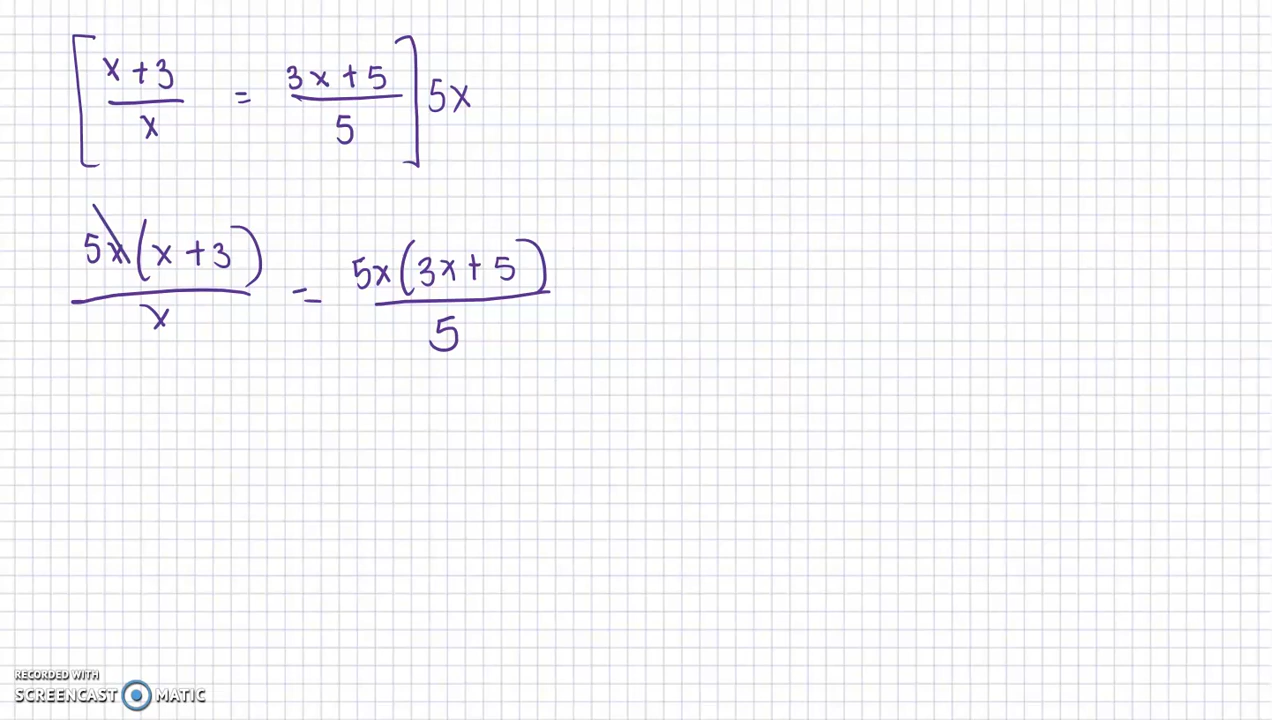 [ (x + 3)/x = (3x + 5)/5 ] 5x
5x(x + 3)/x = 5x(3x + 5)/5
RECORDED WITH
SCREENCAST MATIC